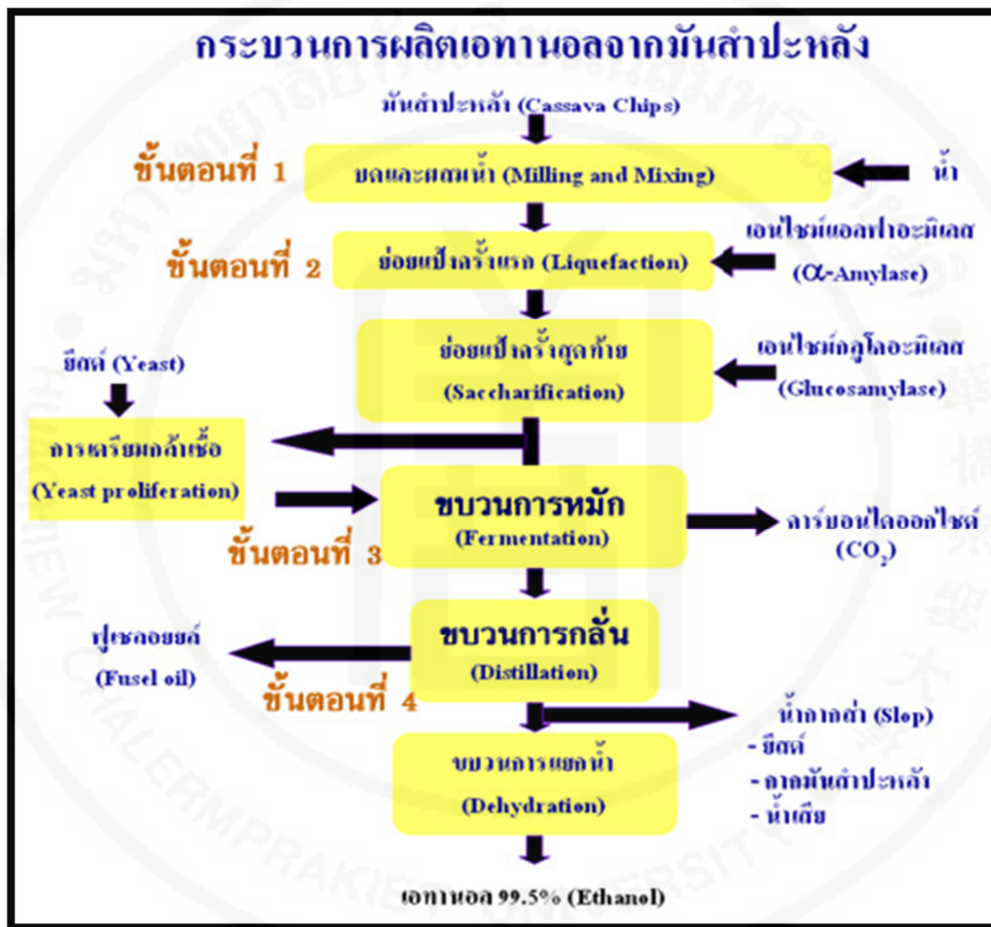 กระบวนการผลิตเอทานอลจากมันสำปะหลัง
มันสำปะหลัง (Cassava Chips)
ขั้นตอนที่ 1
บดและผสมน้ำ (Milling and Mixing)
น้ำ
ขั้นตอนที่ 2
ย่อยแป้งครั้งแรก (Liquefaction)
เอนไซม์แอลฟาอะมิเลส
(α-Amylase)
ย่อยแป้งครั้งสุดท้าย
(Saccharification)
เอนไซม์กลูโคอะมิเลส
(Glucosamylase)
ยีสต์ (Yeast)
การเตรียมกล้าเชื้อ
(Yeast proliferation)
ขั้นตอนที่ 3
ขบวนการหมัก
(Fermentation)
คาร์บอนไดออกไซด์
(CO₂)
ขบวนการกลั่น
(Distillation)
ฟูเซลออยล์
(Fusel oil)
ขั้นตอนที่ 4
น้ำกากส่า (Slop)
- ยีสต์
- กากมันสำปะหลัง
- น้ำเสีย
ขบวนการแยกน้ำ
(Dehydration)
เอทานอล 99.5% (Ethanol)
HUACHIEW CHALERMPRAKIET UNIVERSITY